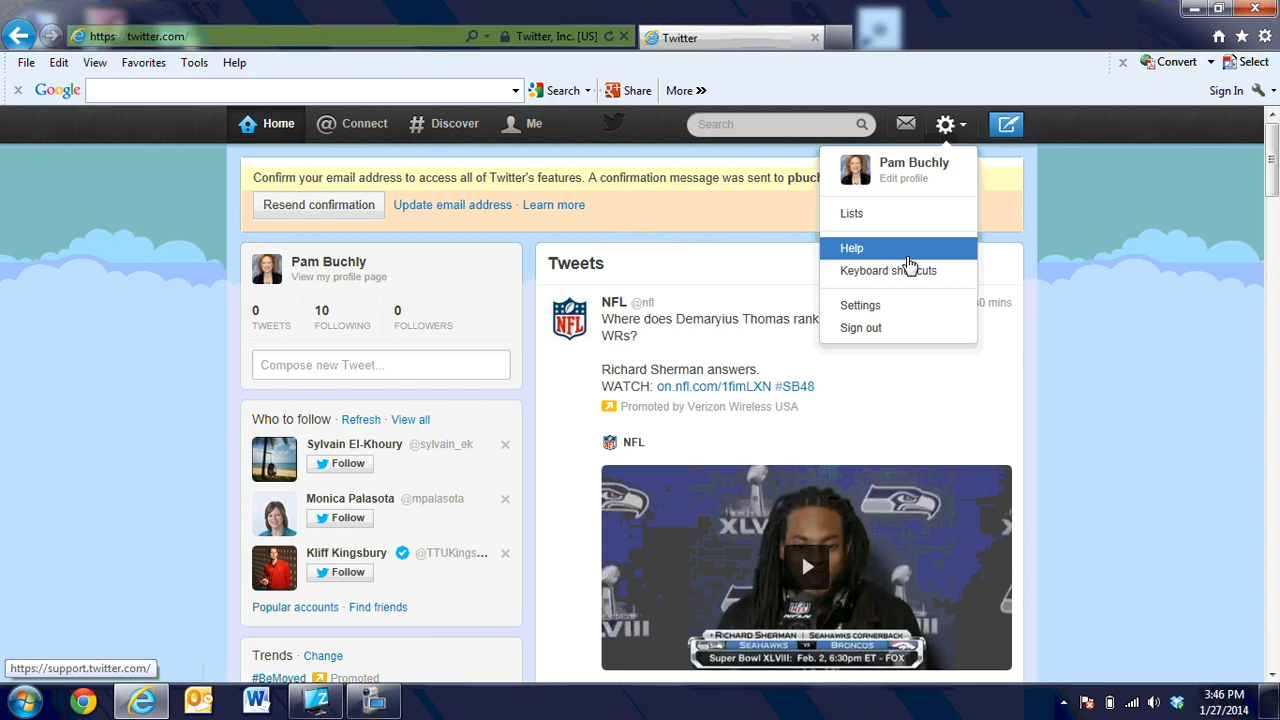 https://twitter.com/
Twitter, Inc. [US]
Twitter
File Edit View Favorites Tools Help
Convert
Select
Google
Search
Share
More »
Sign In
Home
Connect
Discover
Me
Search
Pam Buchly
Edit profile
Lists
Help
Keyboard shortcuts
Settings
Sign out
Confirm your email address to access all of Twitter's features. A confirmation message was sent to pbuch
Resend confirmation
Update email address · Learn more
Pam Buchly
View my profile page
0 10 0
TWEETS FOLLOWING FOLLOWERS
Compose new Tweet...
Who to follow · Refresh · View all
Sylvain El-Khoury @sylvain_ek
Follow
Monica Palasota @mpalasota
Follow
Kliff Kingsbury @TTUKings...
Follow
Popular accounts · Find friends
Trends · Change
#BeMoved Promoted
Tweets
NFL @nfl
0 mins
Where does Demaryius Thomas rank
WRs?
Richard Sherman answers.
WATCH: on.nfl.com/1fimLXN #SB48
Promoted by Verizon Wireless USA
NFL
XLV
XLVIII
NFL
RICHARD SHERMAN | SEAHAWKS CORNERBACK
SEAHAWKS VS BRONCOS
Super Bowl XLVIII: Feb. 2, 6:30pm ET - FOX
https://support.twitter.com/
3:46 PM
1/27/2014